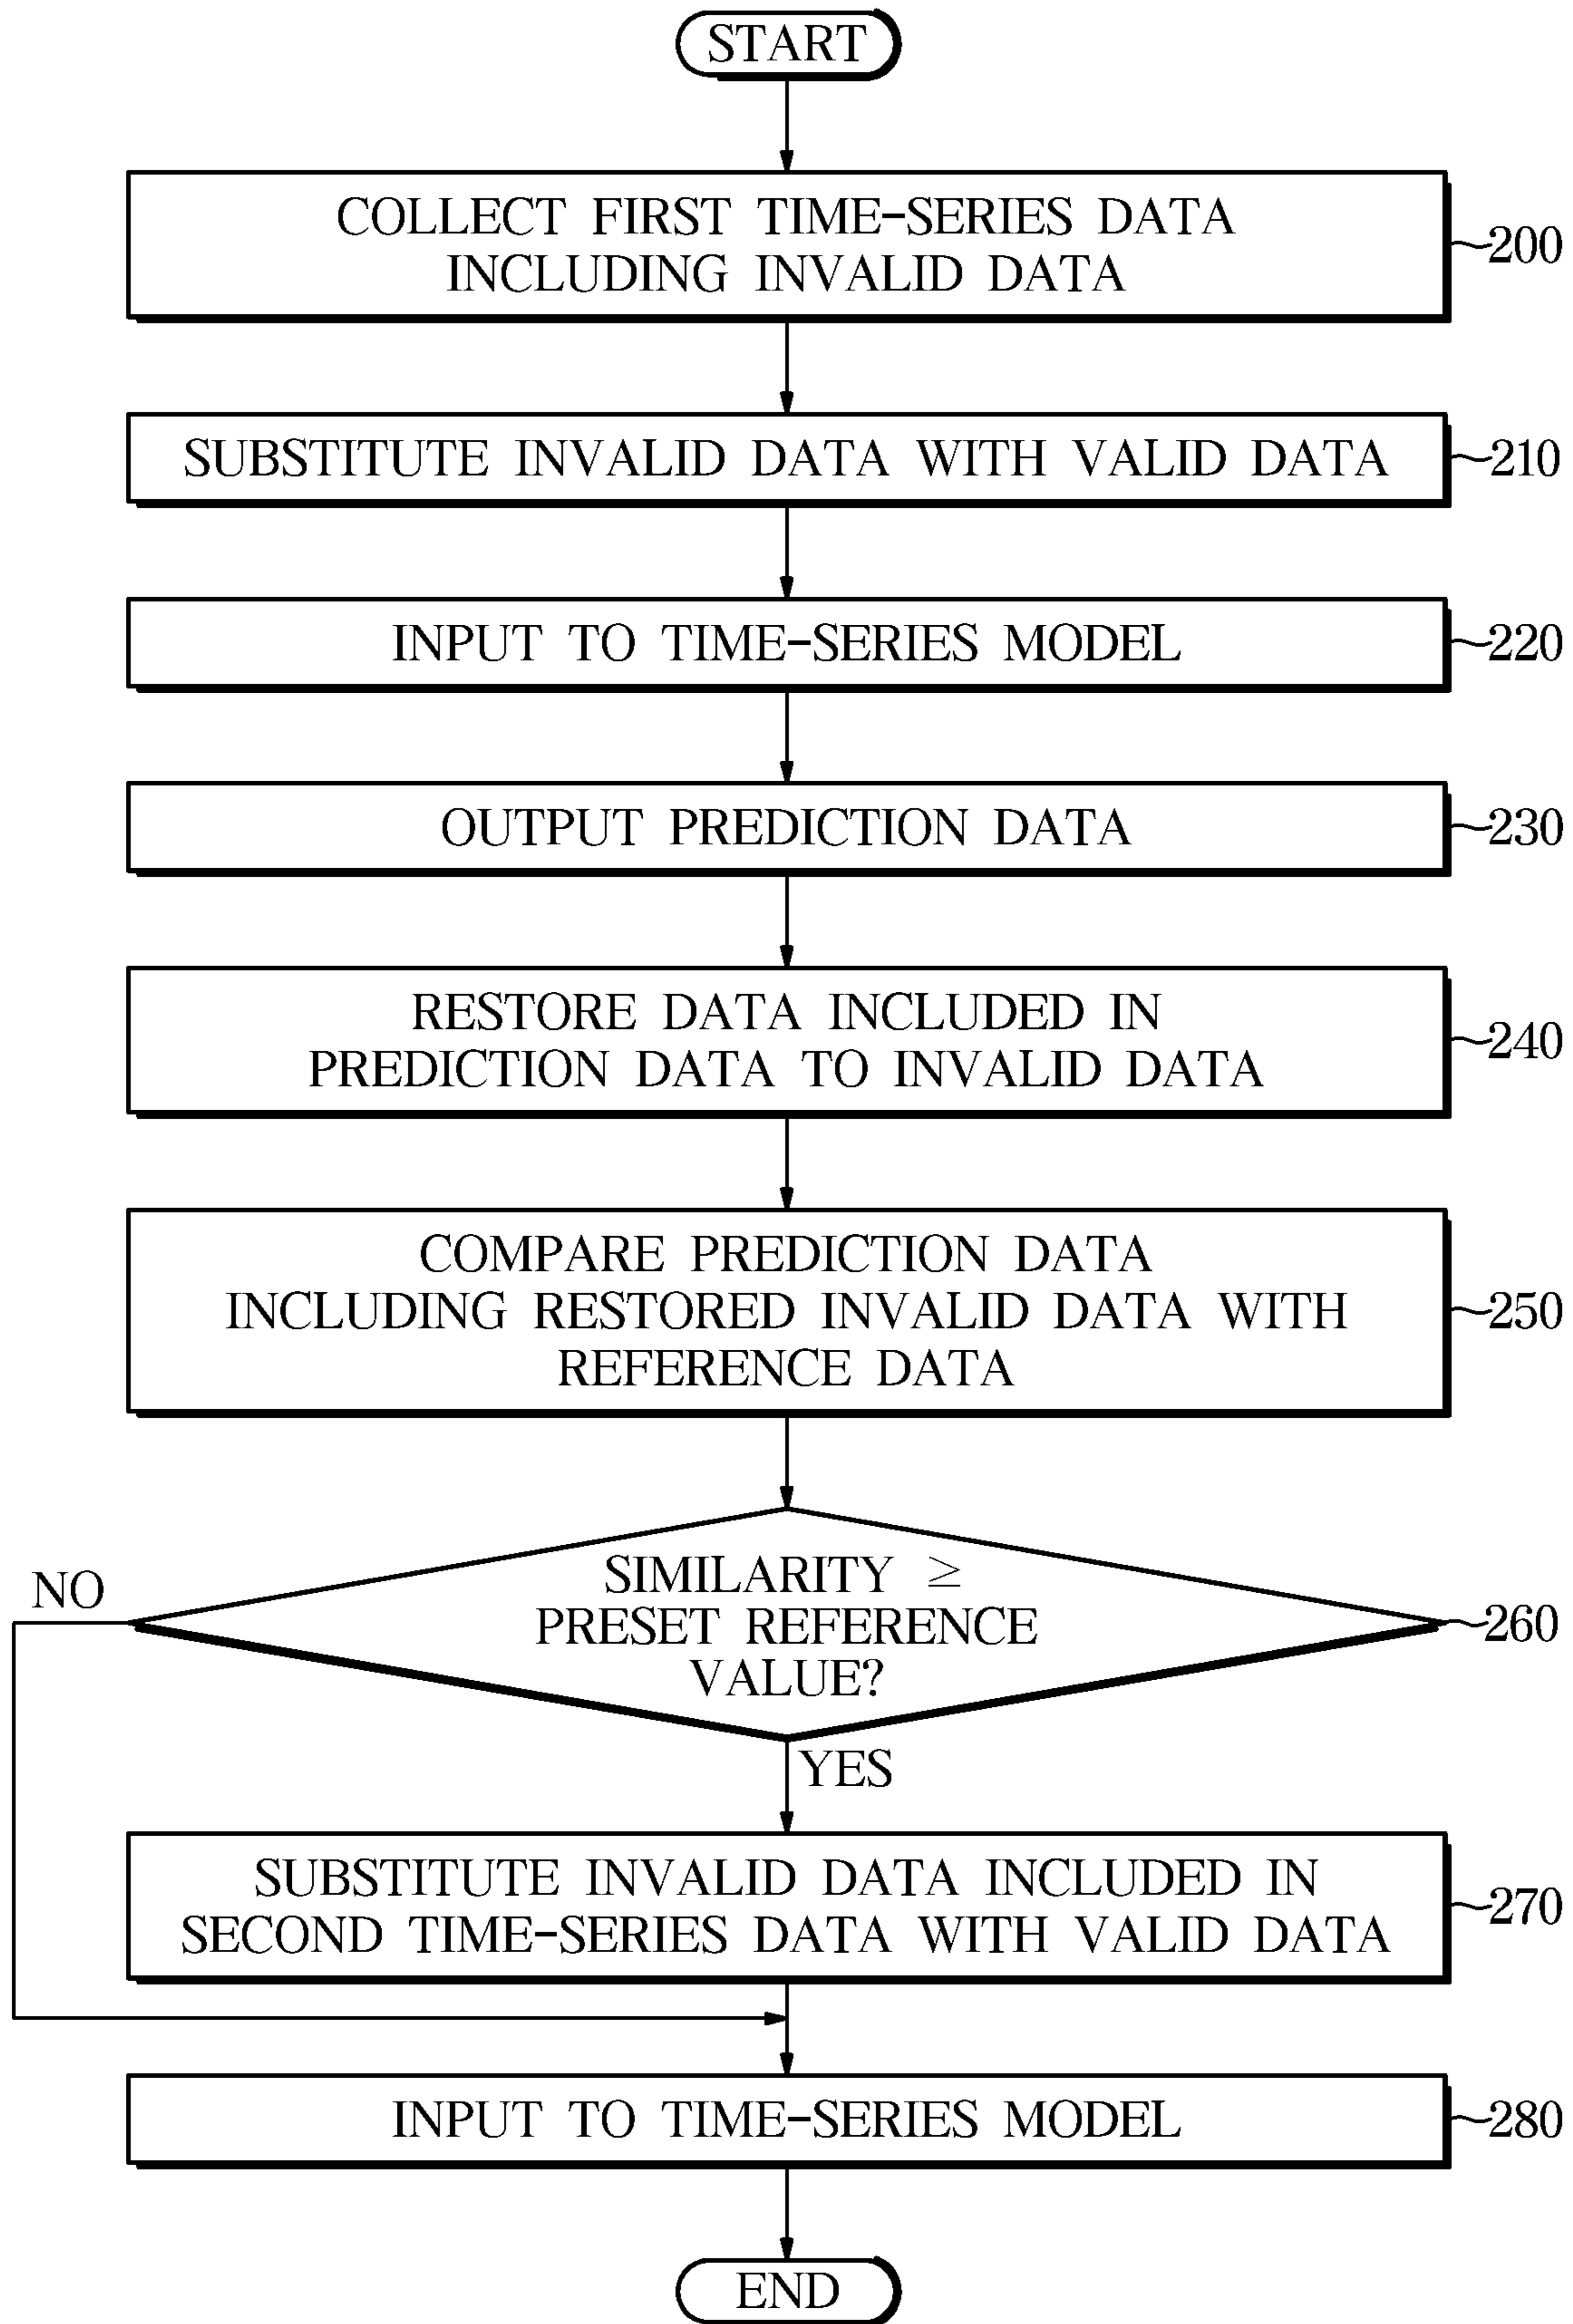 START
COLLECT FIRST TIME-SERIES DATA
INCLUDING INVALID DATA
200
SUBSTITUTE INVALID DATA WITH VALID DATA
210
INPUT TO TIME-SERIES MODEL
220
OUTPUT PREDICTION DATA
230
RESTORE DATA INCLUDED IN
PREDICTION DATA TO INVALID DATA
240
COMPARE PREDICTION DATA
INCLUDING RESTORED INVALID DATA WITH
REFERENCE DATA
250
SIMILARITY ≥
PRESET REFERENCE
VALUE?
260
NO
YES
SUBSTITUTE INVALID DATA INCLUDED IN
SECOND TIME-SERIES DATA WITH VALID DATA
270
INPUT TO TIME-SERIES MODEL
280
END